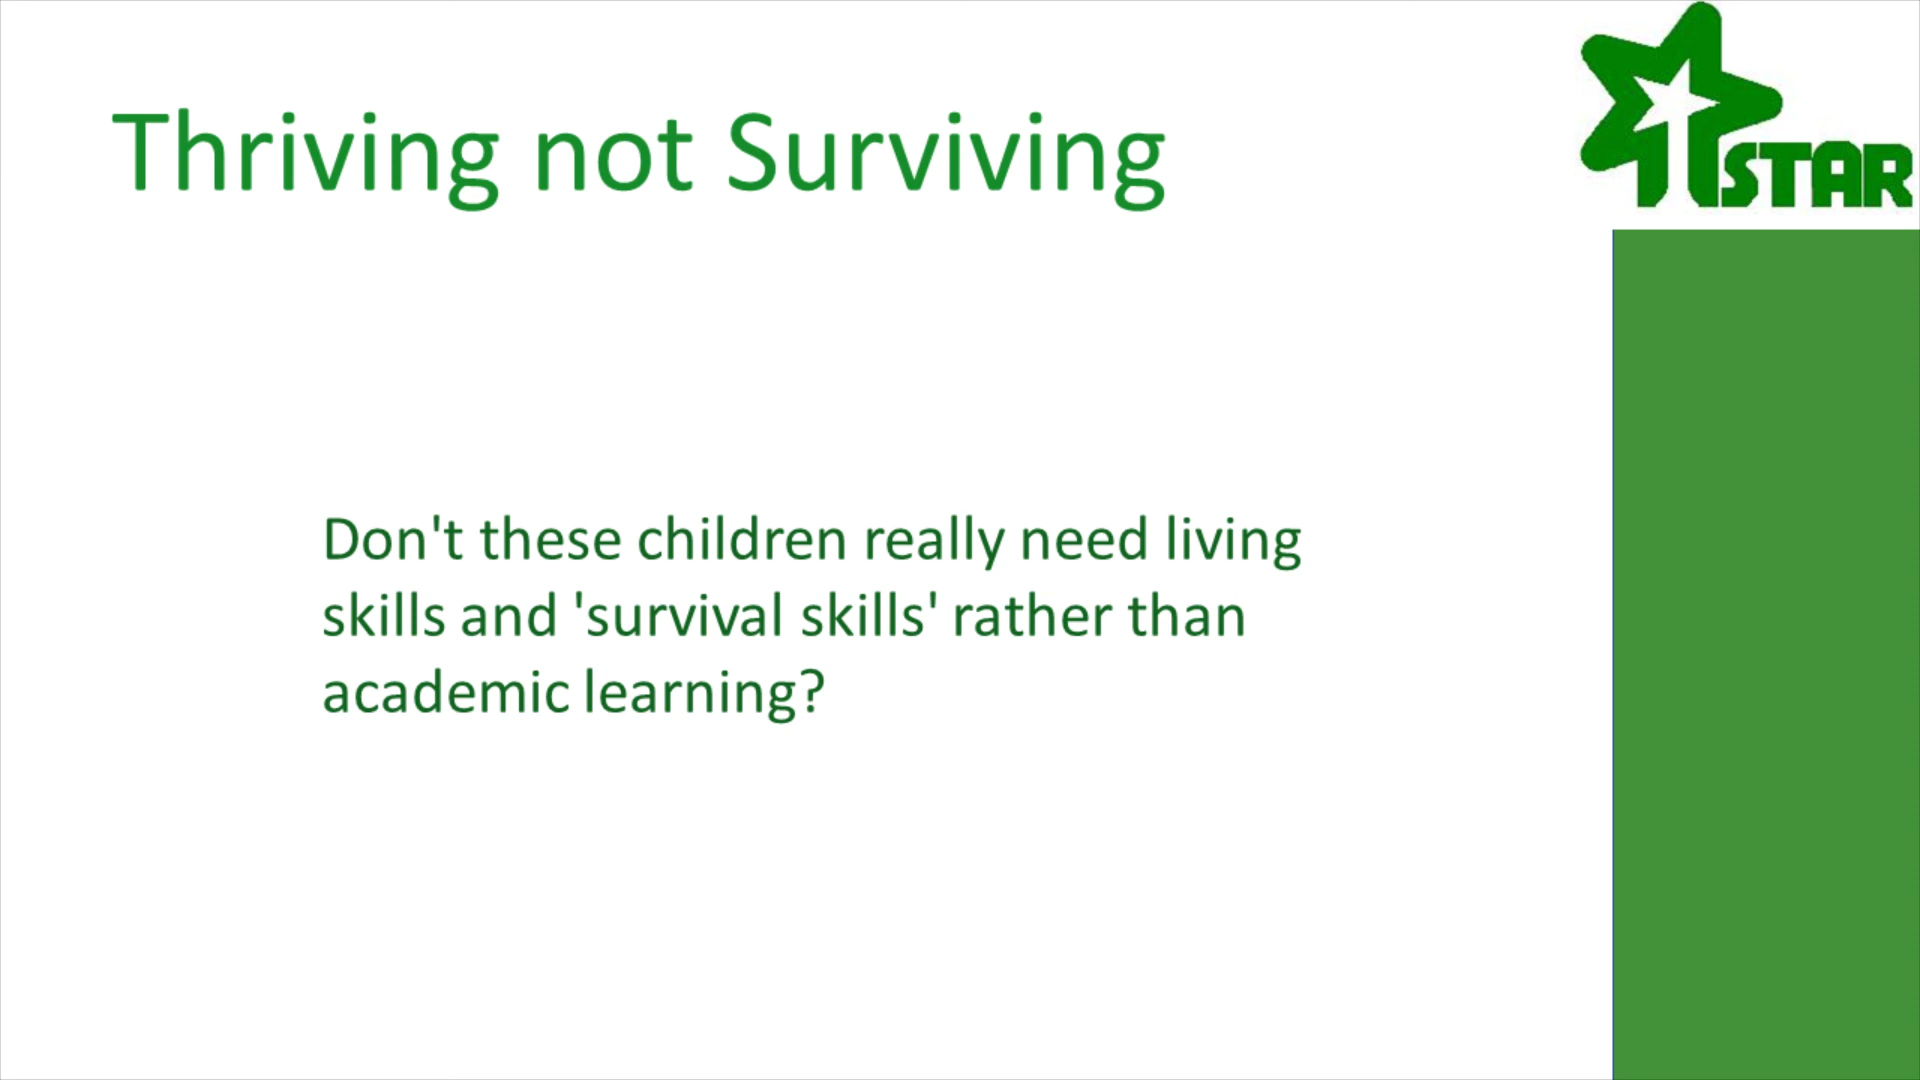 Thriving not Surviving
STAR
Don't these children really need living
skills and 'survival skills' rather than
academic learning?